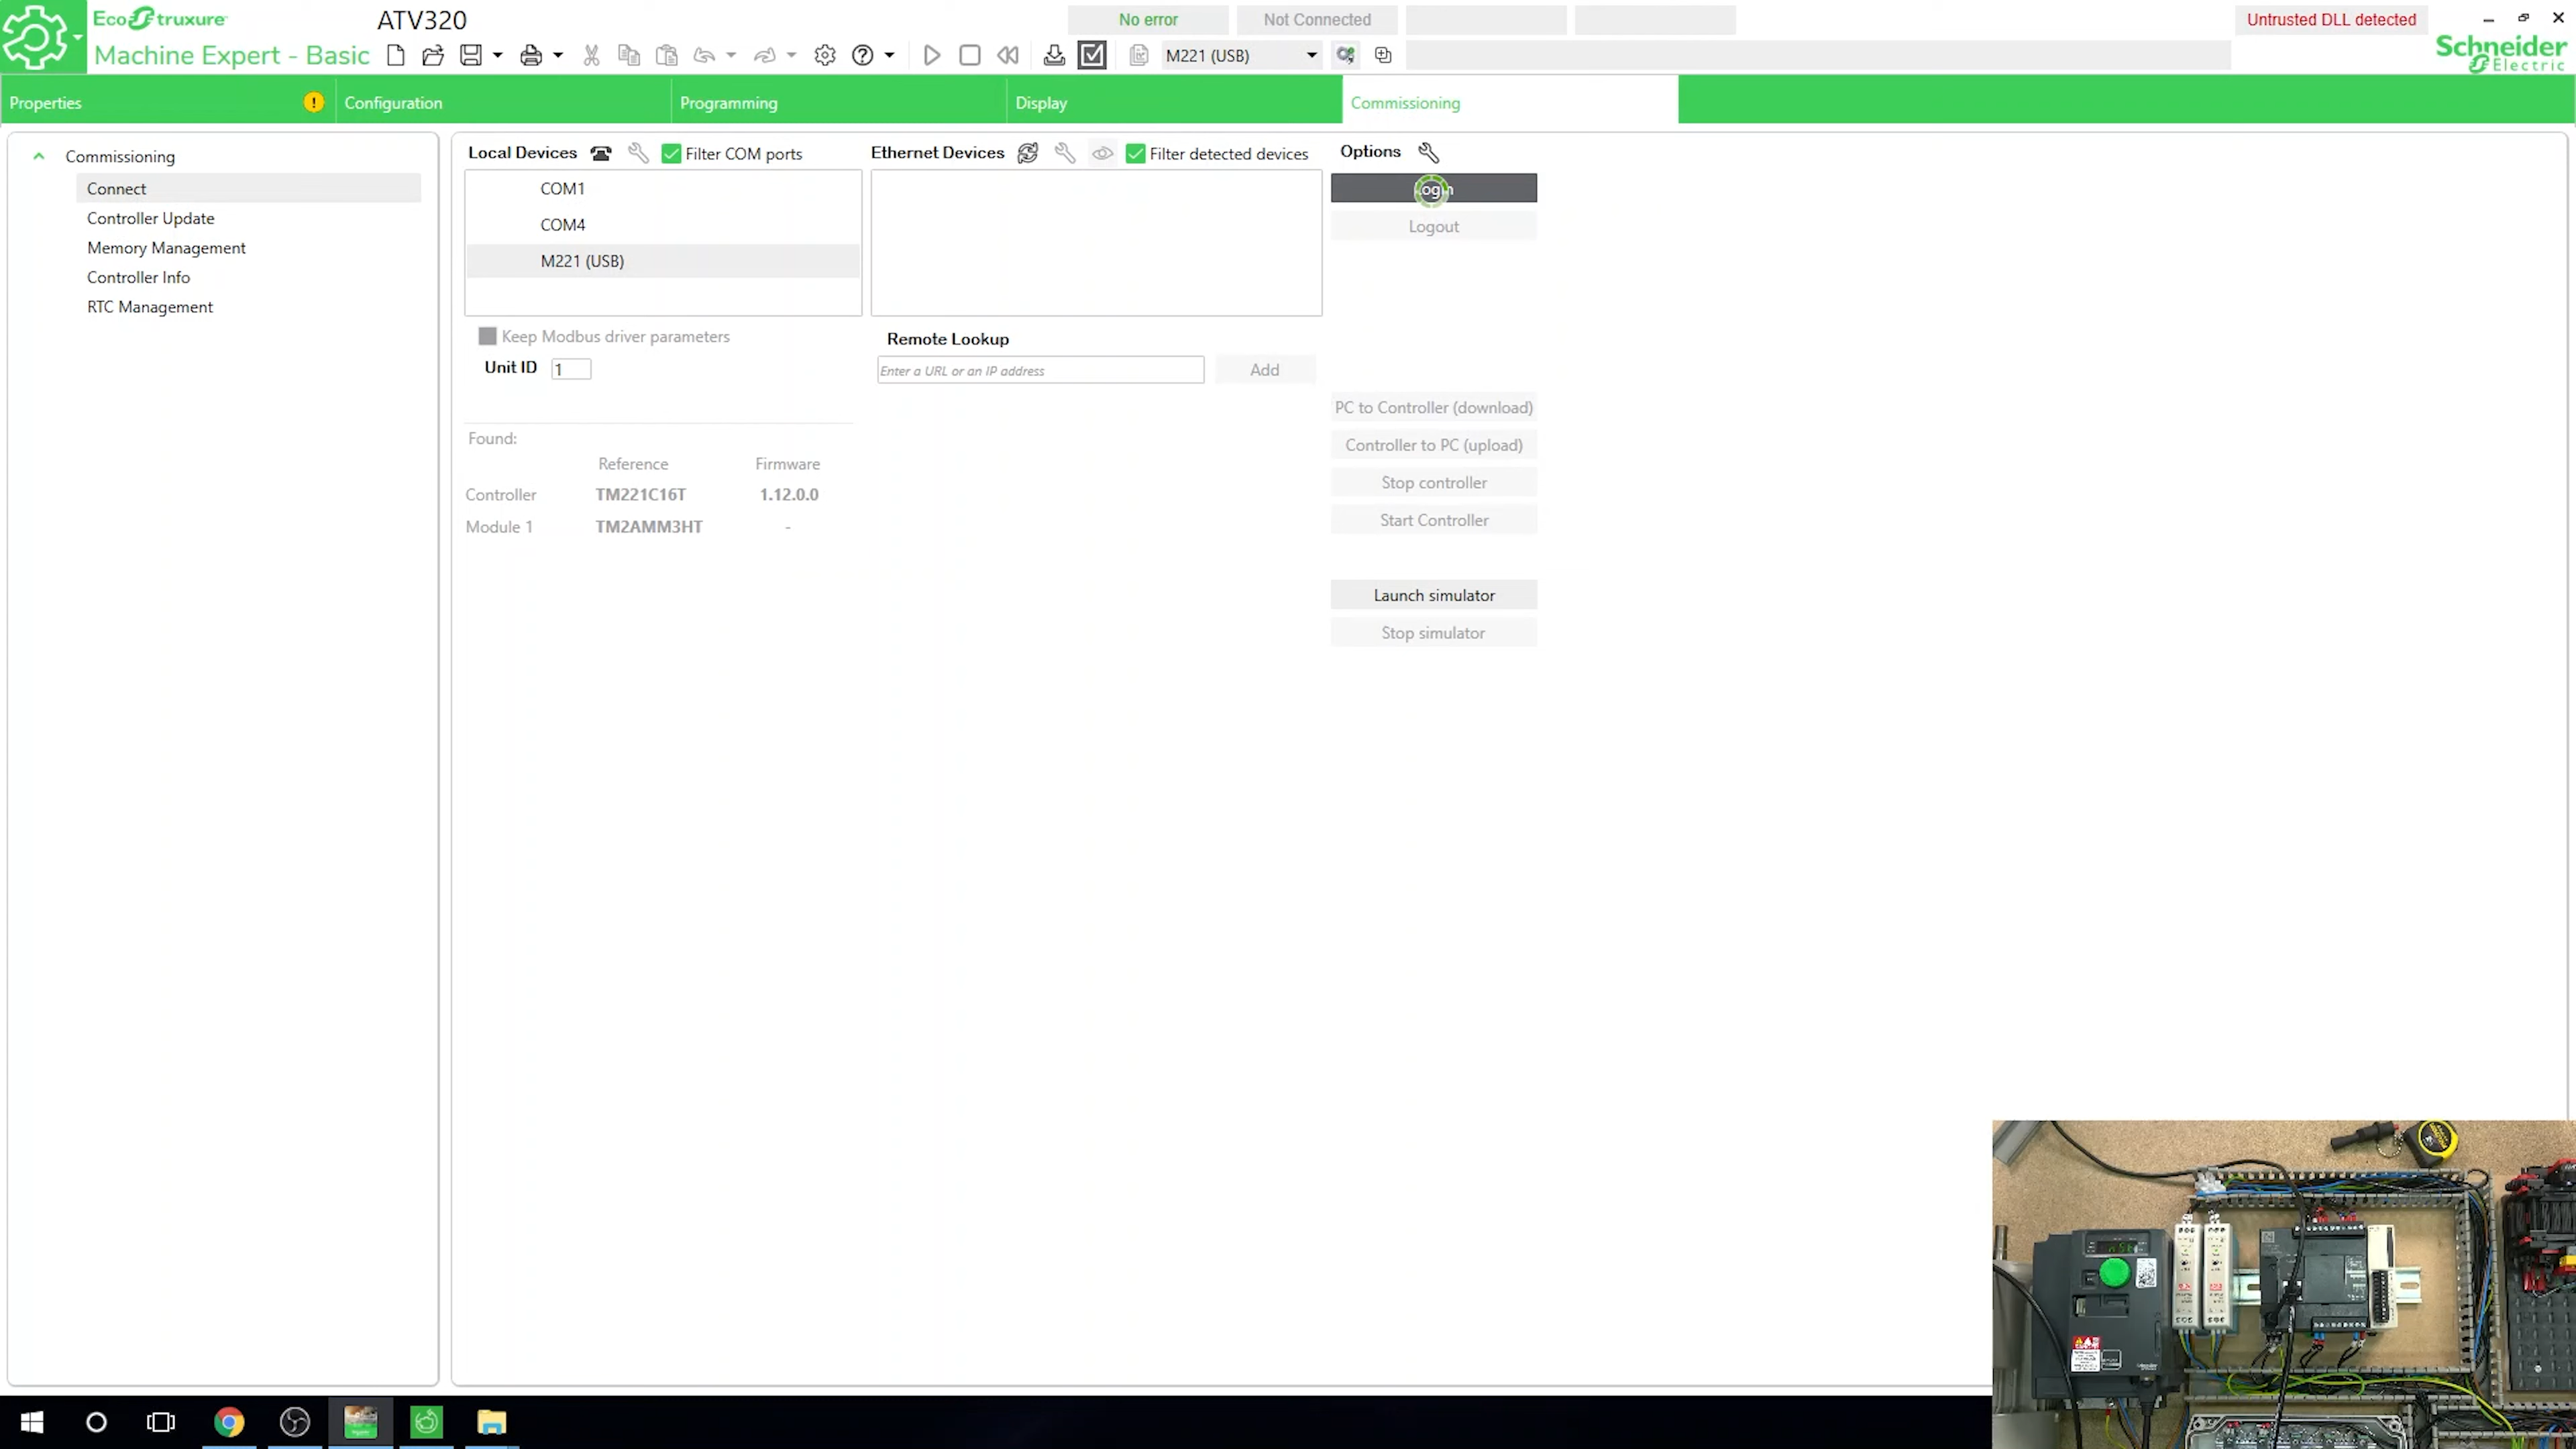 EcoStruxure
Machine Expert - Basic
ATV320
No error
Not Connected
Untrusted DLL detected
M221 (USB)
Schneider
Electric
Properties
Configuration
Programming
Display
Commissioning
Commissioning
Connect
Controller Update
Memory Management
Controller Info
RTC Management
Local Devices
Filter COM ports
COM1
COM4
M221 (USB)
Keep Modbus driver parameters
Unit ID 1
Found:
Reference Firmware
Controller TM221C16T 1.12.0.0
Module 1 TM2AMM3HT -
Ethernet Devices
Filter detected devices
Remote Lookup
Enter a URL or an IP address
Add
Options
Login
Logout
PC to Controller (download)
Controller to PC (upload)
Stop controller
Start Controller
Launch simulator
Stop simulator